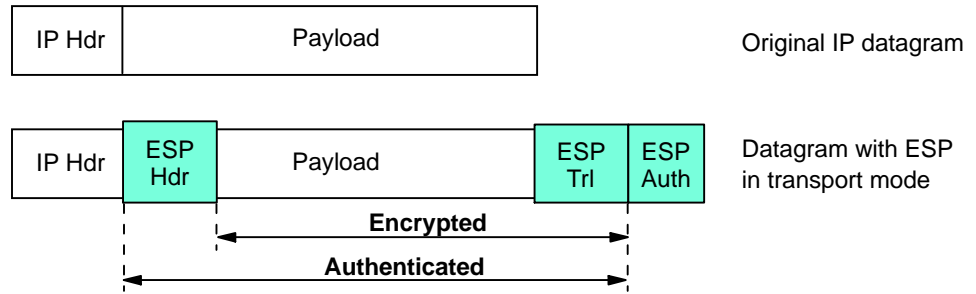 IP Hdr Payload Original IP datagram
IP Hdr ESP Hdr Payload ESP Trl ESP Auth Datagram with ESP in transport mode
Encrypted
Authenticated